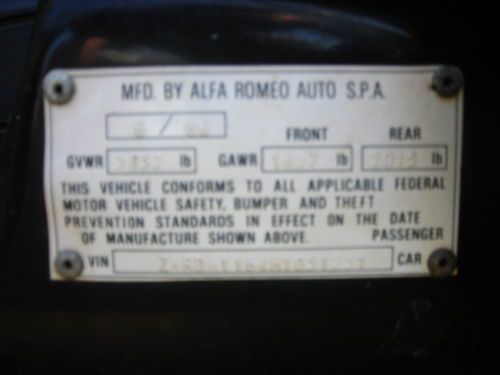 MFD. BY ALFA ROMEO AUTO S.P.A.
FRONT REAR
GVWR lb GAWR lb lb
THIS VEHICLE CONFORMS TO ALL APPLICABLE FEDERAL
MOTOR VEHICLE SAFETY, BUMPER AND THEFT
PREVENTION STANDARDS IN EFFECT ON THE DATE
OF MANUFACTURE SHOWN ABOVE. PASSENGER
VIN CAR